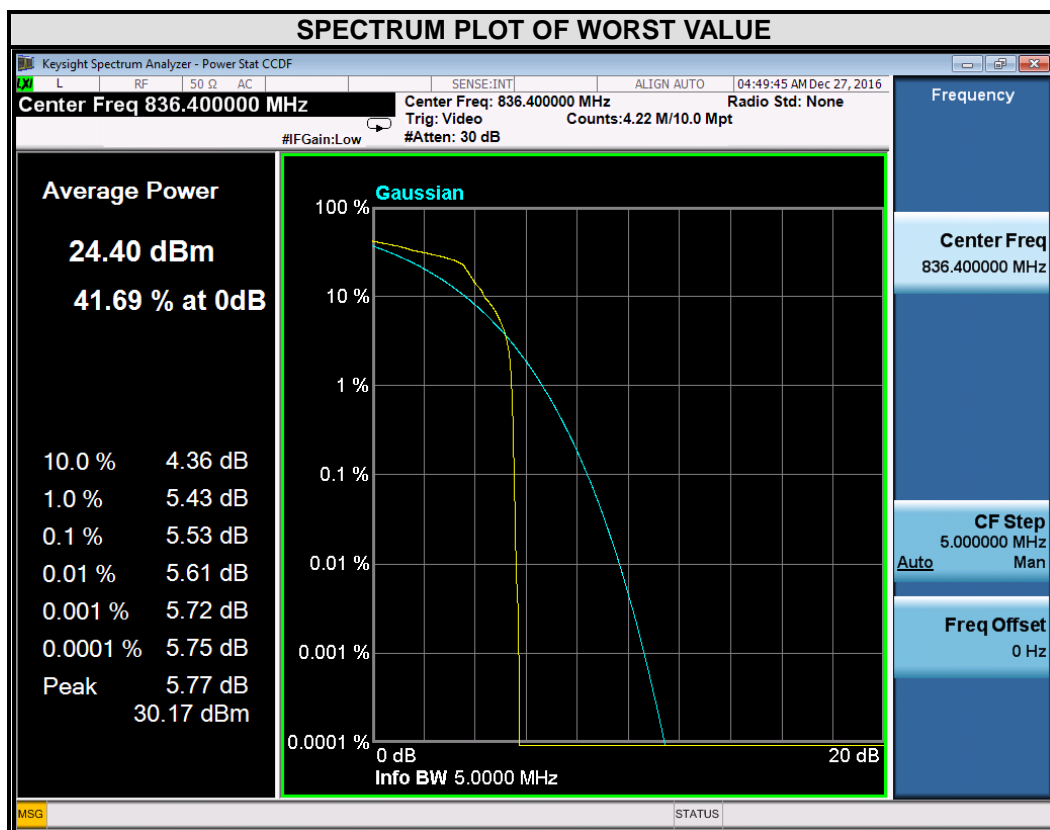 SPECTRUM PLOT OF WORST VALUE
Keysight Spectrum Analyzer - Power Stat CCDF
LXI L RF 50 Ω AC SENSE:INT ALIGN AUTO 04:49:45 AM Dec 27, 2016
Center Freq 836.400000 MHz
#IFGain:Low
Center Freq: 836.400000 MHz
Radio Std: None
Trig: Video
Counts:4.22 M/10.0 Mpt
#Atten: 30 dB
Frequency
Average Power
24.40 dBm
41.69 % at 0dB
10.0 % 4.36 dB
1.0 % 5.43 dB
0.1 % 5.53 dB
0.01 % 5.61 dB
0.001 % 5.72 dB
0.0001 % 5.75 dB
Peak 5.77 dB
30.17 dBm
Gaussian
100 %
10 %
1 %
0.1 %
0.01 %
0.001 %
0.0001 %
0 dB
20 dB
Info BW 5.0000 MHz
Center Freq
836.400000 MHz
CF Step
5.000000 MHz
Auto Man
Freq Offset
0 Hz
MSG
STATUS